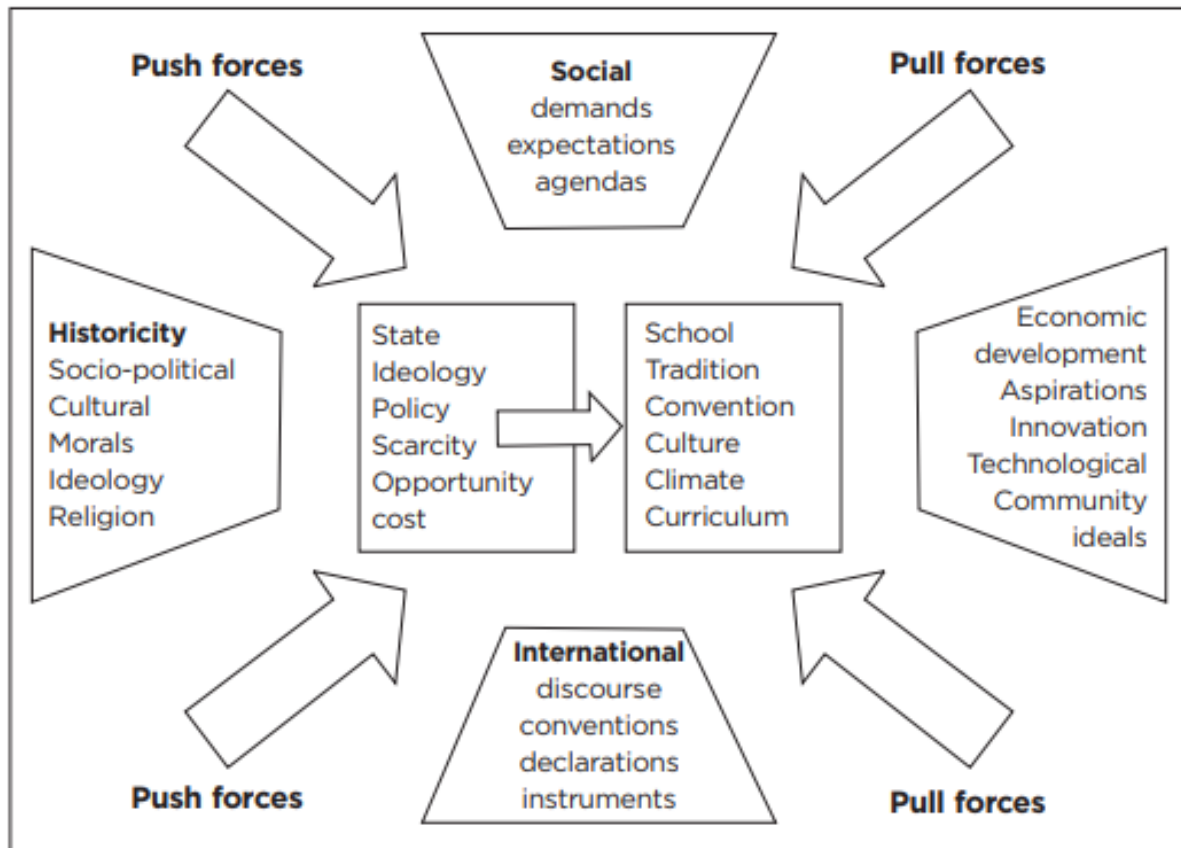 Push forces
Social
demands
expectations
agendas
Pull forces
Historicity
Socio-political
Cultural
Morals
Ideology
Religion
State
Ideology
Policy
Scarcity
Opportunity
cost
School
Tradition
Convention
Culture
Climate
Curriculum
Economic
development
Aspirations
Innovation
Technological
Community
ideals
Push forces
International
discourse
conventions
declarations
instruments
Pull forces